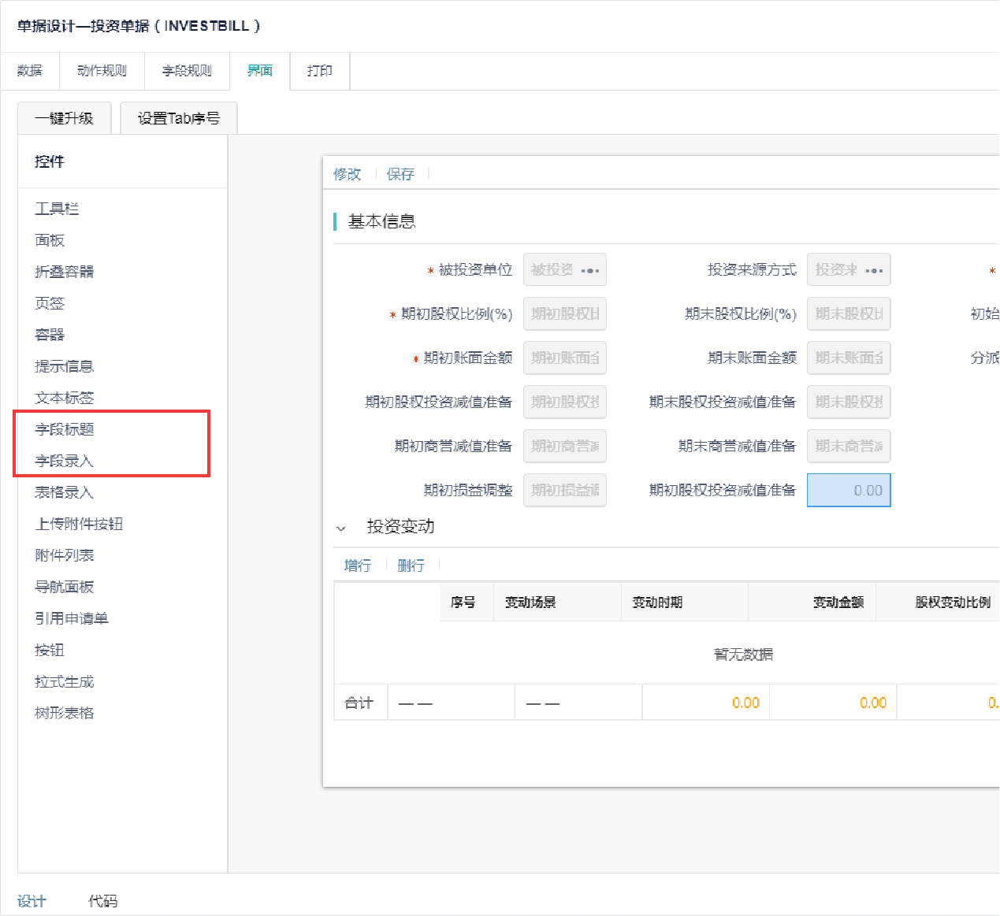 单据设计—投资单据（INVESTBILL）
数据 动作规则 字段规则 界面 打印
一键升级 设置Tab序号
控件
工具栏
面板
折叠容器
页签
容器
提示信息
文本标签
字段标题
字段录入
表格录入
上传附件按钮
附件列表
导航面板
引用申请单
按钮
拉式生成
树形表格
修改 保存
基本信息
* 被投资单位 被投资 ••• 投资来源方式 投资来 ••• *
* 期初股权比例(%) 期初股权比 期末股权比例(%) 期末股权比 初始
* 期初账面金额 期初账面金 期末账面金额 期末账面金 分派
期初股权投资减值准备 期初股权投 期末股权投资减值准备 期末股权投
期初商誉减值准备 期初商誉减 期末商誉减值准备 期末商誉减
期初损益调整 期初损益调 期初股权投资减值准备 0.00
投资变动
增行 删行
序号 变动场景 变动时期 变动金额 股权变动比例
暂无数据
合计 — — — — 0.00 0.00 0.
设计 代码